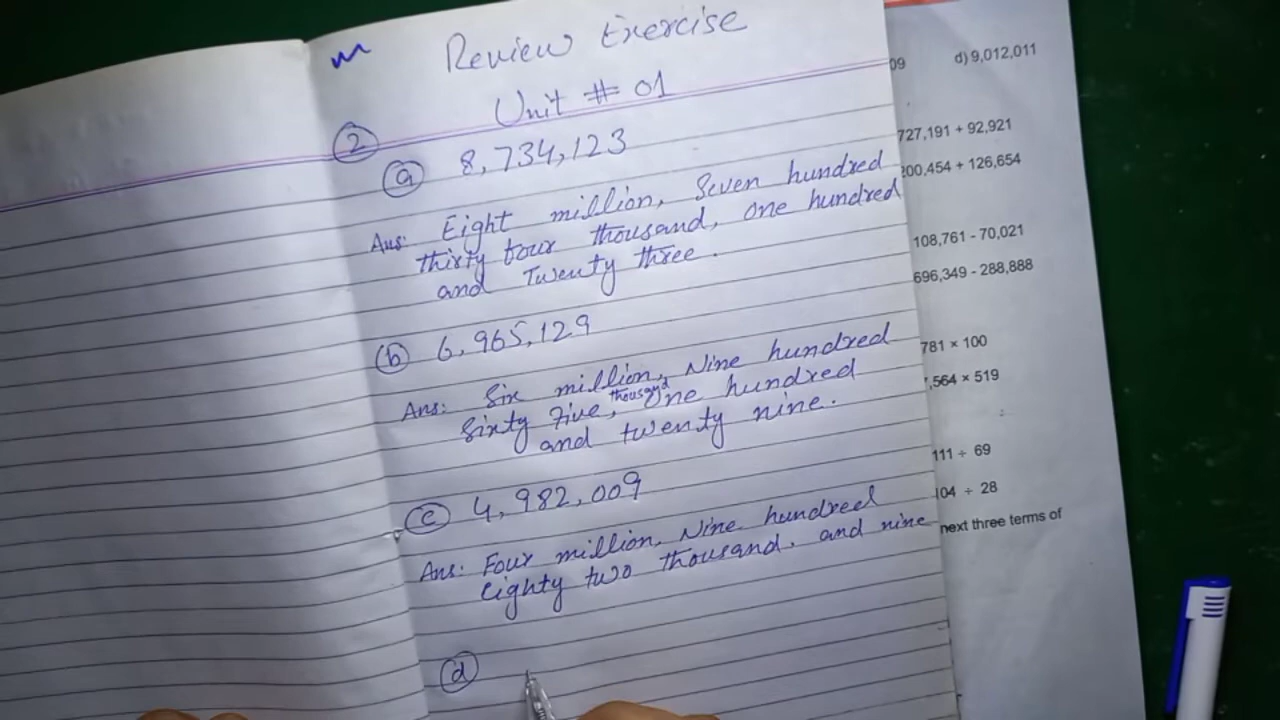 Review Exercise
Unit # 01
2
a 8,734,123
Ans: Eight million, Seven hundred
thirty four thousand, one hundred
and Twenty three.
b 6,965,129
Ans: Six million, Nine hundred
Sixty Five, thousand One hundred
and twenty nine.
c 4,982,009
Ans: Four million, Nine hundred
Eighty two thousand, and nine
d
09 d) 9,012,011
727,191 + 92,921
200,454 + 126,654
108,761 - 70,021
696,349 - 288,888
781 × 100
,564 × 519
111 ÷ 69
104 ÷ 28
next three terms of